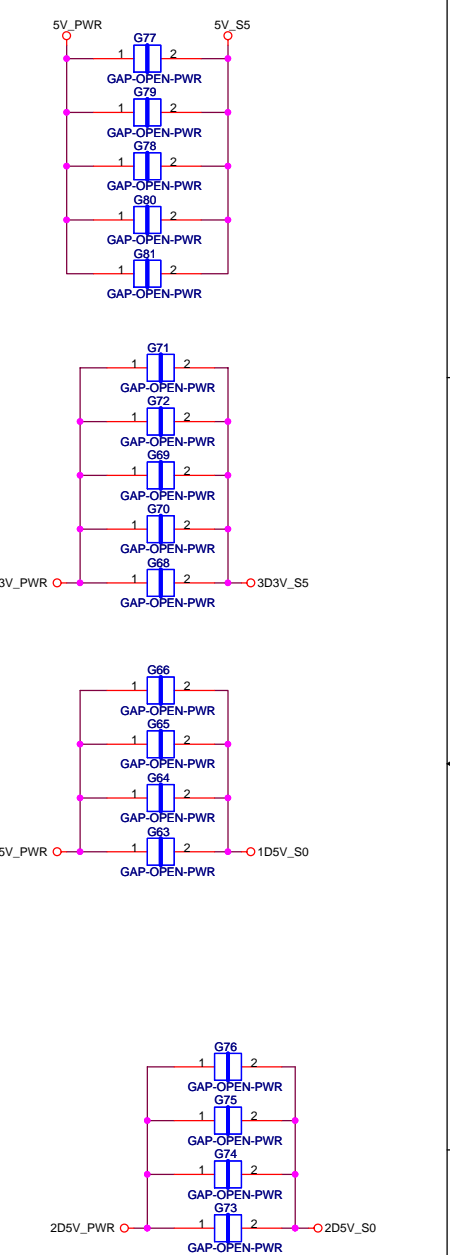 5V_PWR 5V_S5
G77
1 2
GAP-OPEN-PWR
G79
1 2
GAP-OPEN-PWR
G78
1 2
GAP-OPEN-PWR
G80
1 2
GAP-OPEN-PWR
G81
1 2
GAP-OPEN-PWR
G71
1 2
GAP-OPEN-PWR
G72
1 2
GAP-OPEN-PWR
G69
1 2
GAP-OPEN-PWR
G70
1 2
GAP-OPEN-PWR
G68
3V_PWR 1 2 3D3V_S5
GAP-OPEN-PWR
G66
1 2
GAP-OPEN-PWR
G65
1 2
GAP-OPEN-PWR
G64
1 2
GAP-OPEN-PWR
G63
5V_PWR 1 2 1D5V_S0
GAP-OPEN-PWR
G76
1 2
GAP-OPEN-PWR
G75
1 2
GAP-OPEN-PWR
G74
1 2
GAP-OPEN-PWR
G73
2D5V_PWR 1 2 2D5V_S0
GAP-OPEN-PWR